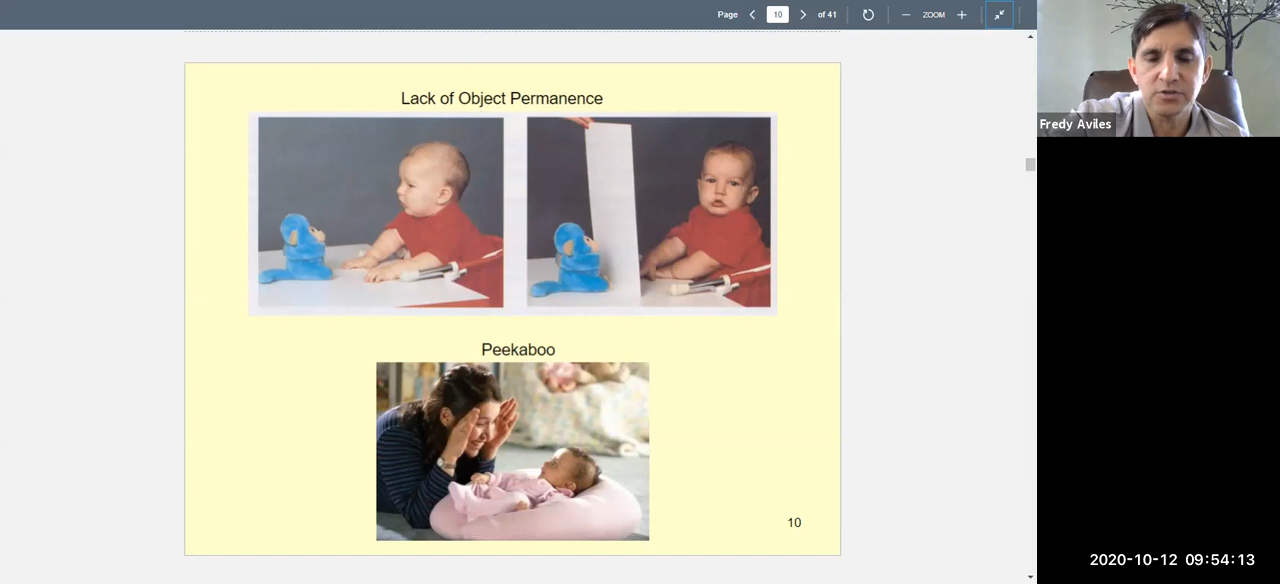 Page 10 of 41 ZOOM
Lack of Object Permanence
Peekaboo
10
Fredy Aviles
2020-10-12 09:54:13